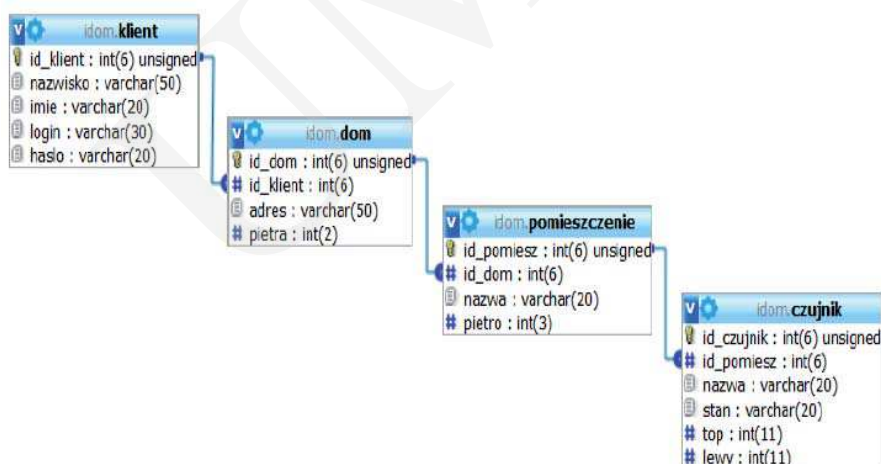 idom.klient
id_klient : int(6) unsigned
nazwisko : varchar(50)
imie : varchar(20)
login : varchar(30)
haslo : varchar(20)
idom.dom
id_dom : int(6) unsigned
# id_klient : int(6)
adres : varchar(50)
# pietra : int(2)
idom.pomieszczenie
id_pomiesz : int(6) unsigned
# id_dom : int(6)
nazwa : varchar(20)
# pietro : int(3)
idom.czujnik
id_czujnik : int(6) unsigned
# id_pomiesz : int(6)
nazwa : varchar(20)
stan : varchar(20)
# top : int(11)
# lewy : int(11)